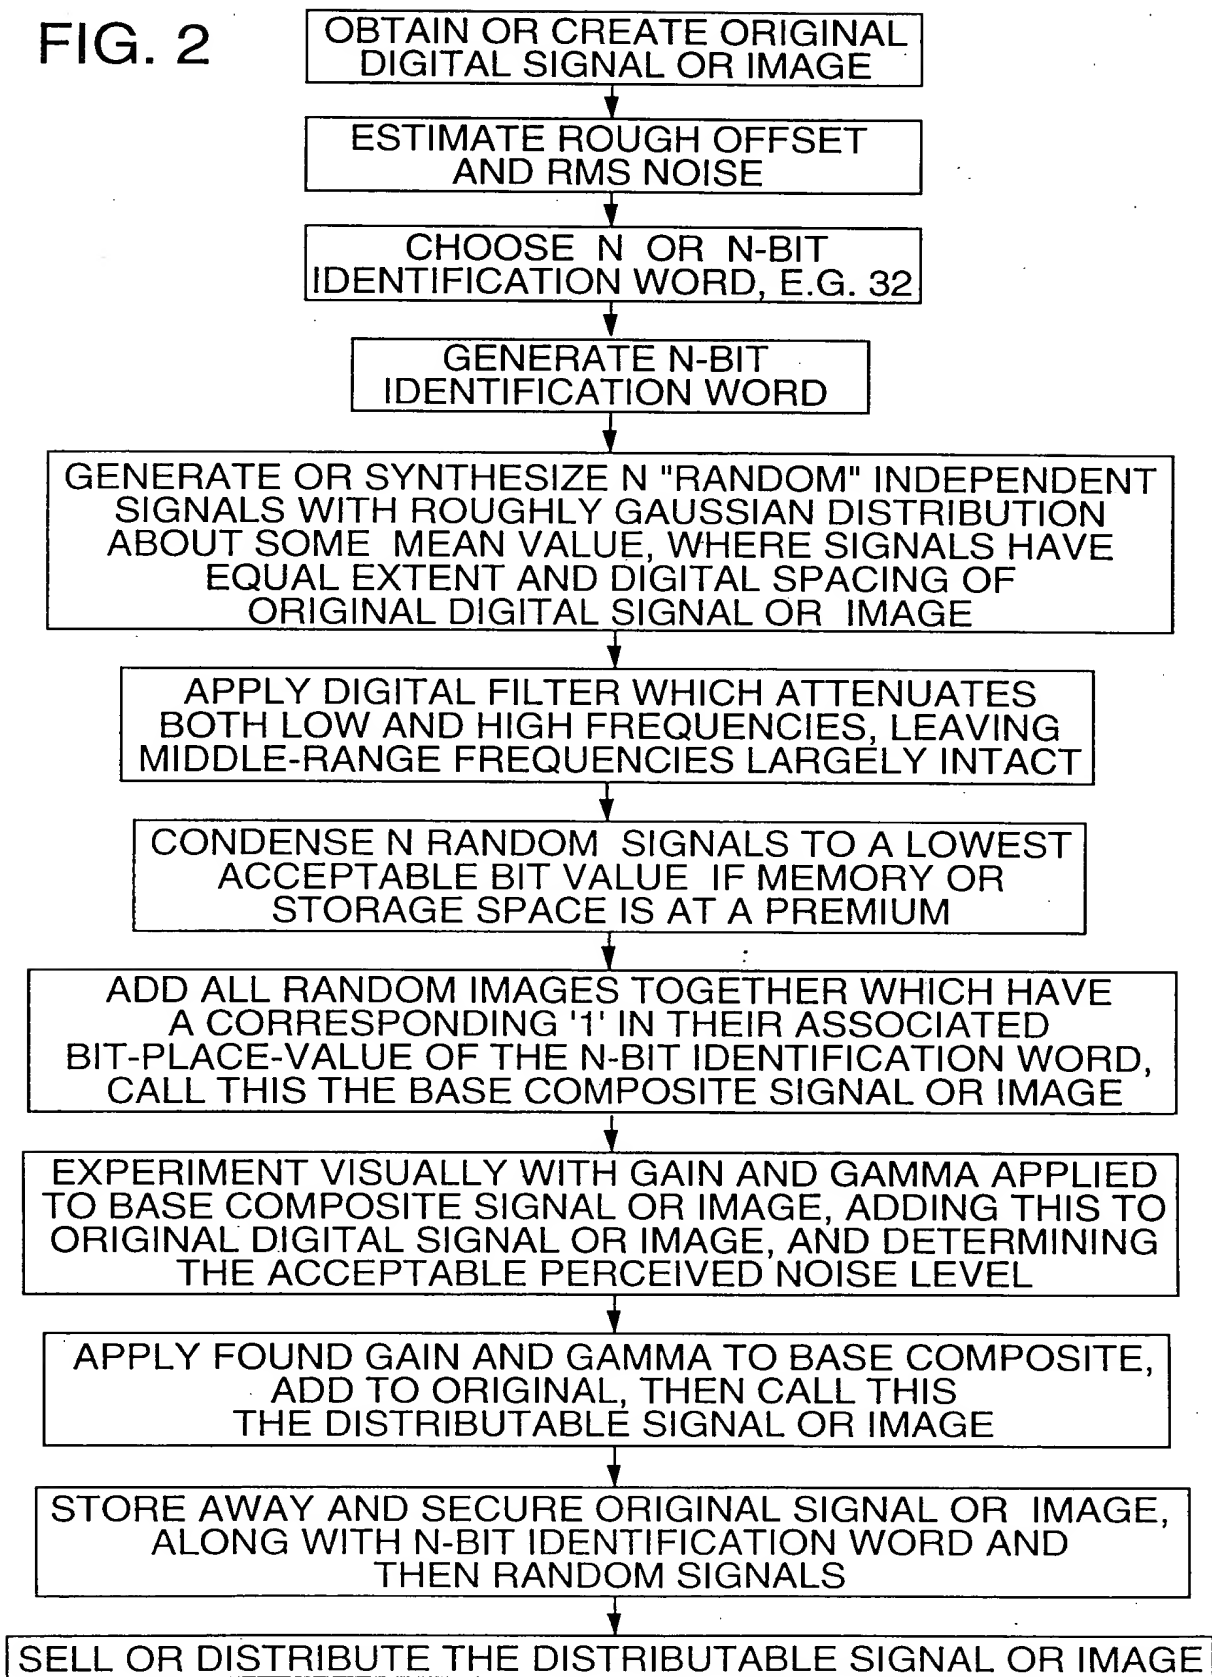 FIG. 2
OBTAIN OR CREATE ORIGINAL
DIGITAL SIGNAL OR IMAGE
ESTIMATE ROUGH OFFSET
AND RMS NOISE
CHOOSE N OR N-BIT
IDENTIFICATION WORD, E.G. 32
GENERATE N-BIT
IDENTIFICATION WORD
GENERATE OR SYNTHESIZE N "RANDOM" INDEPENDENT
SIGNALS WITH ROUGHLY GAUSSIAN DISTRIBUTION
ABOUT SOME MEAN VALUE, WHERE SIGNALS HAVE
EQUAL EXTENT AND DIGITAL SPACING OF
ORIGINAL DIGITAL SIGNAL OR IMAGE
APPLY DIGITAL FILTER WHICH ATTENUATES
BOTH LOW AND HIGH FREQUENCIES, LEAVING
MIDDLE-RANGE FREQUENCIES LARGELY INTACT
CONDENSE N RANDOM SIGNALS TO A LOWEST
ACCEPTABLE BIT VALUE IF MEMORY OR
STORAGE SPACE IS AT A PREMIUM
ADD ALL RANDOM IMAGES TOGETHER WHICH HAVE
A CORRESPONDING '1' IN THEIR ASSOCIATED
BIT-PLACE-VALUE OF THE N-BIT IDENTIFICATION WORD,
CALL THIS THE BASE COMPOSITE SIGNAL OR IMAGE
EXPERIMENT VISUALLY WITH GAIN AND GAMMA APPLIED
TO BASE COMPOSITE SIGNAL OR IMAGE, ADDING THIS TO
ORIGINAL DIGITAL SIGNAL OR IMAGE, AND DETERMINING
THE ACCEPTABLE PERCEIVED NOISE LEVEL
APPLY FOUND GAIN AND GAMMA TO BASE COMPOSITE,
ADD TO ORIGINAL, THEN CALL THIS
THE DISTRIBUTABLE SIGNAL OR IMAGE
STORE AWAY AND SECURE ORIGINAL SIGNAL OR IMAGE,
ALONG WITH N-BIT IDENTIFICATION WORD AND
THEN RANDOM SIGNALS
SELL OR DISTRIBUTE THE DISTRIBUTABLE SIGNAL OR IMAGE